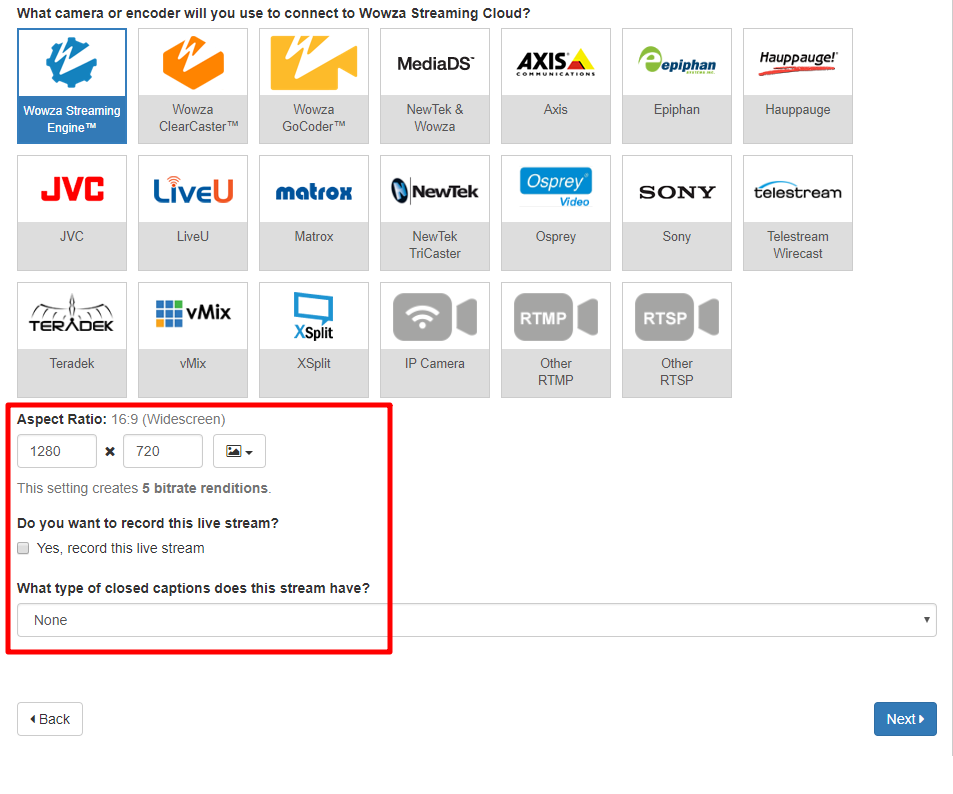 What camera or encoder will you use to connect to Wowza Streaming Cloud?
MediaDS™
AXIS
COMMUNICATIONS
epiphan
SYSTEMS INC.
Hauppauge!
Wowza Streaming
Engine™
Wowza
ClearCaster™
Wowza
GoCoder™
NewTek &
Wowza
Axis
Epiphan
Hauppauge
JVC
LiveU
matrox
NewTek
Osprey
Video
SONY
telestream
JVC
LiveU
Matrox
NewTek
TriCaster
Osprey
Sony
Telestream
Wirecast
TERADEK
vMix
XSplit
RTMP
RTSP
Teradek
vMix
XSplit
IP Camera
Other
RTMP
Other
RTSP
Aspect Ratio: 16:9 (Widescreen)
1280 × 720
This setting creates 5 bitrate renditions.
Do you want to record this live stream?
Yes, record this live stream
What type of closed captions does this stream have?
None
Back
Next